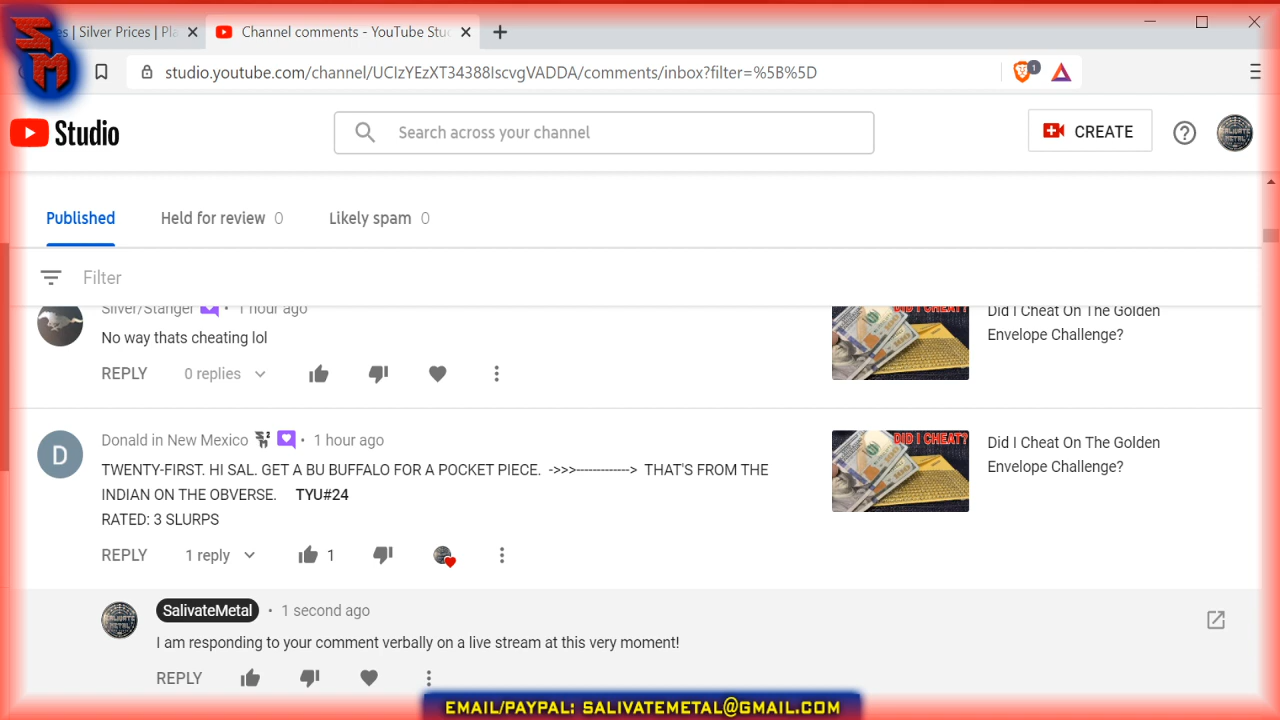 SM
es | Silver Prices | Pla
Channel comments - YouTube Stu
studio.youtube.com/channel/UCIzYEzXT34388IscvgVADDA/comments/inbox?filter=%5B%5D
1
Studio
Search across your channel
CREATE
Published
Held for review 0
Likely spam 0
Filter
Silver/Stanger • 1 hour ago
No way thats cheating lol
REPLY 0 replies
DID I CHEAT?
Did I Cheat On The Golden
Envelope Challenge?
D
Donald in New Mexico • 1 hour ago
TWENTY-FIRST. HI SAL. GET A BU BUFFALO FOR A POCKET PIECE. ->>>------------> THAT'S FROM THE
INDIAN ON THE OBVERSE. TYU#24
RATED: 3 SLURPS
REPLY 1 reply 1
DID I CHEAT?
Did I Cheat On The Golden
Envelope Challenge?
SalivateMetal • 1 second ago
I am responding to your comment verbally on a live stream at this very moment!
REPLY
EMAIL/PAYPAL: SALIVATEMETAL@GMAIL.COM